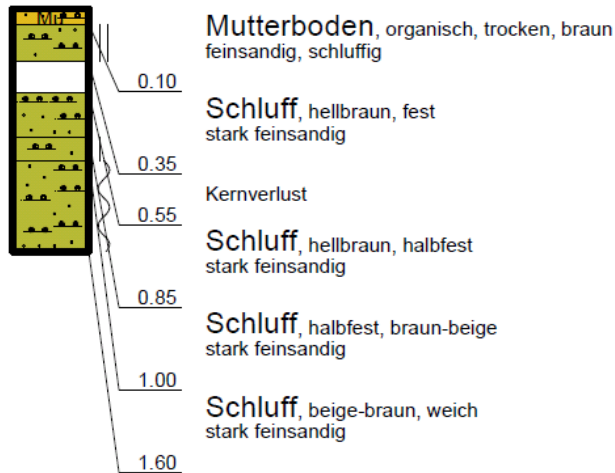 Mu
Mutterboden, organisch, trocken, braun
feinsandig, schluffig
0.10
Schluff, hellbraun, fest
stark feinsandig
0.35
Kernverlust
0.55
Schluff, hellbraun, halbfest
stark feinsandig
0.85
Schluff, halbfest, braun-beige
stark feinsandig
1.00
Schluff, beige-braun, weich
stark feinsandig
1.60